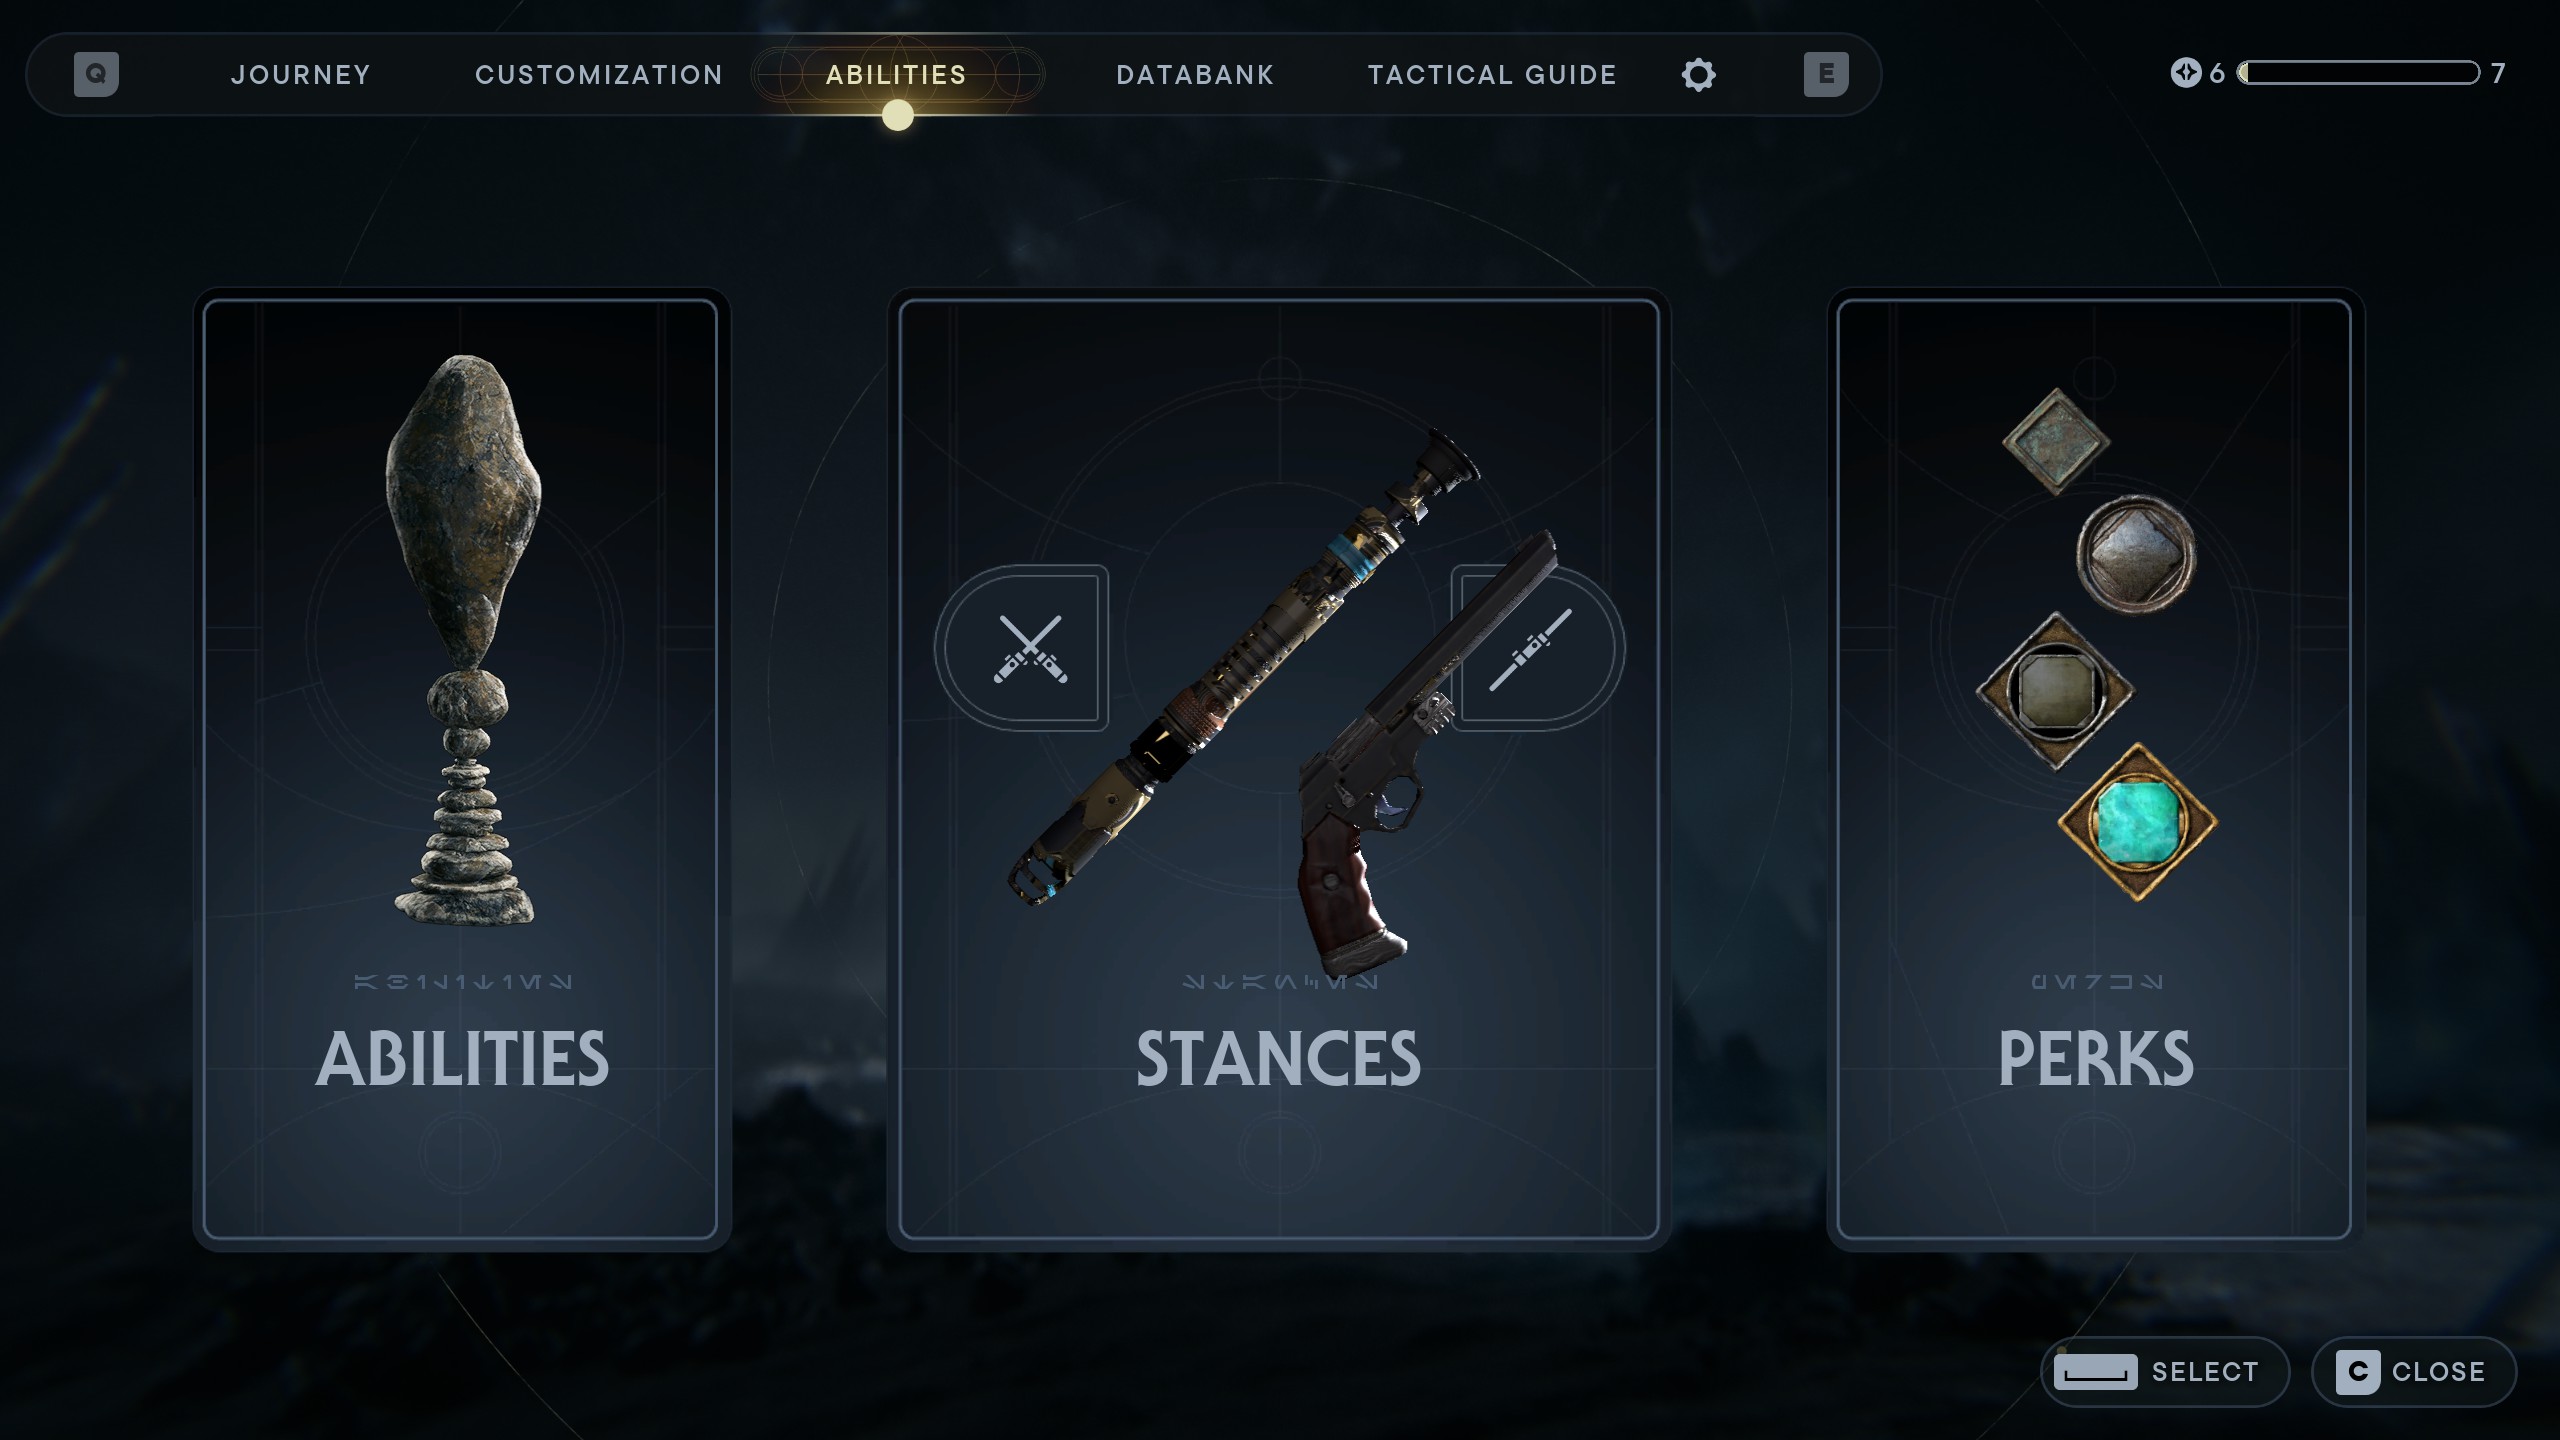 Q
JOURNEY
CUSTOMIZATION
ABILITIES
DATABANK
TACTICAL GUIDE
E
6
7
ABILITIES
STANCES
PERKS
SELECT
C CLOSE